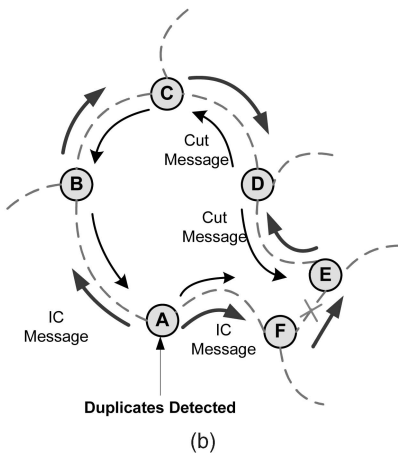 C
Cut
Message
B
D
Cut
Message
E
IC
Message
A
IC
Message
F
Duplicates Detected
(b)